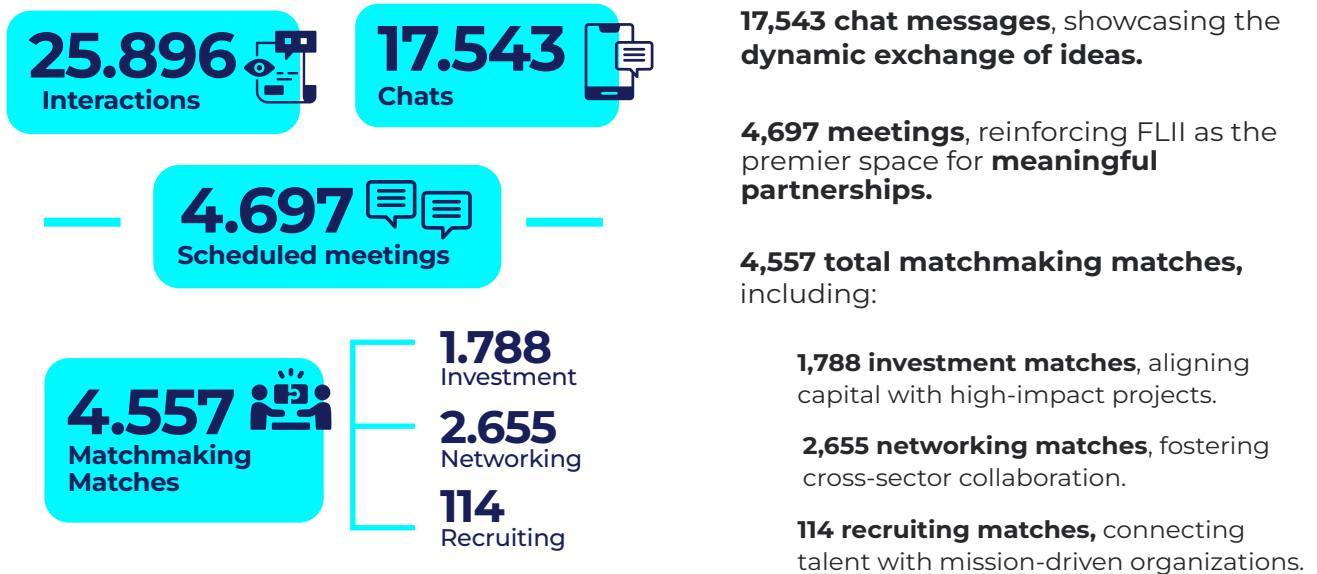 25.896
Interactions
17.543
Chats
4.697
Scheduled meetings
4.557
Matchmaking
Matches
1.788
Investment
2.655
Networking
114
Recruiting
17,543 chat messages, showcasing the
dynamic exchange of ideas.
4,697 meetings, reinforcing FLII as the
premier space for meaningful
partnerships.
4,557 total matchmaking matches,
including:
1,788 investment matches, aligning
capital with high-impact projects.
2,655 networking matches, fostering
cross-sector collaboration.
114 recruiting matches, connecting
talent with mission-driven organizations.